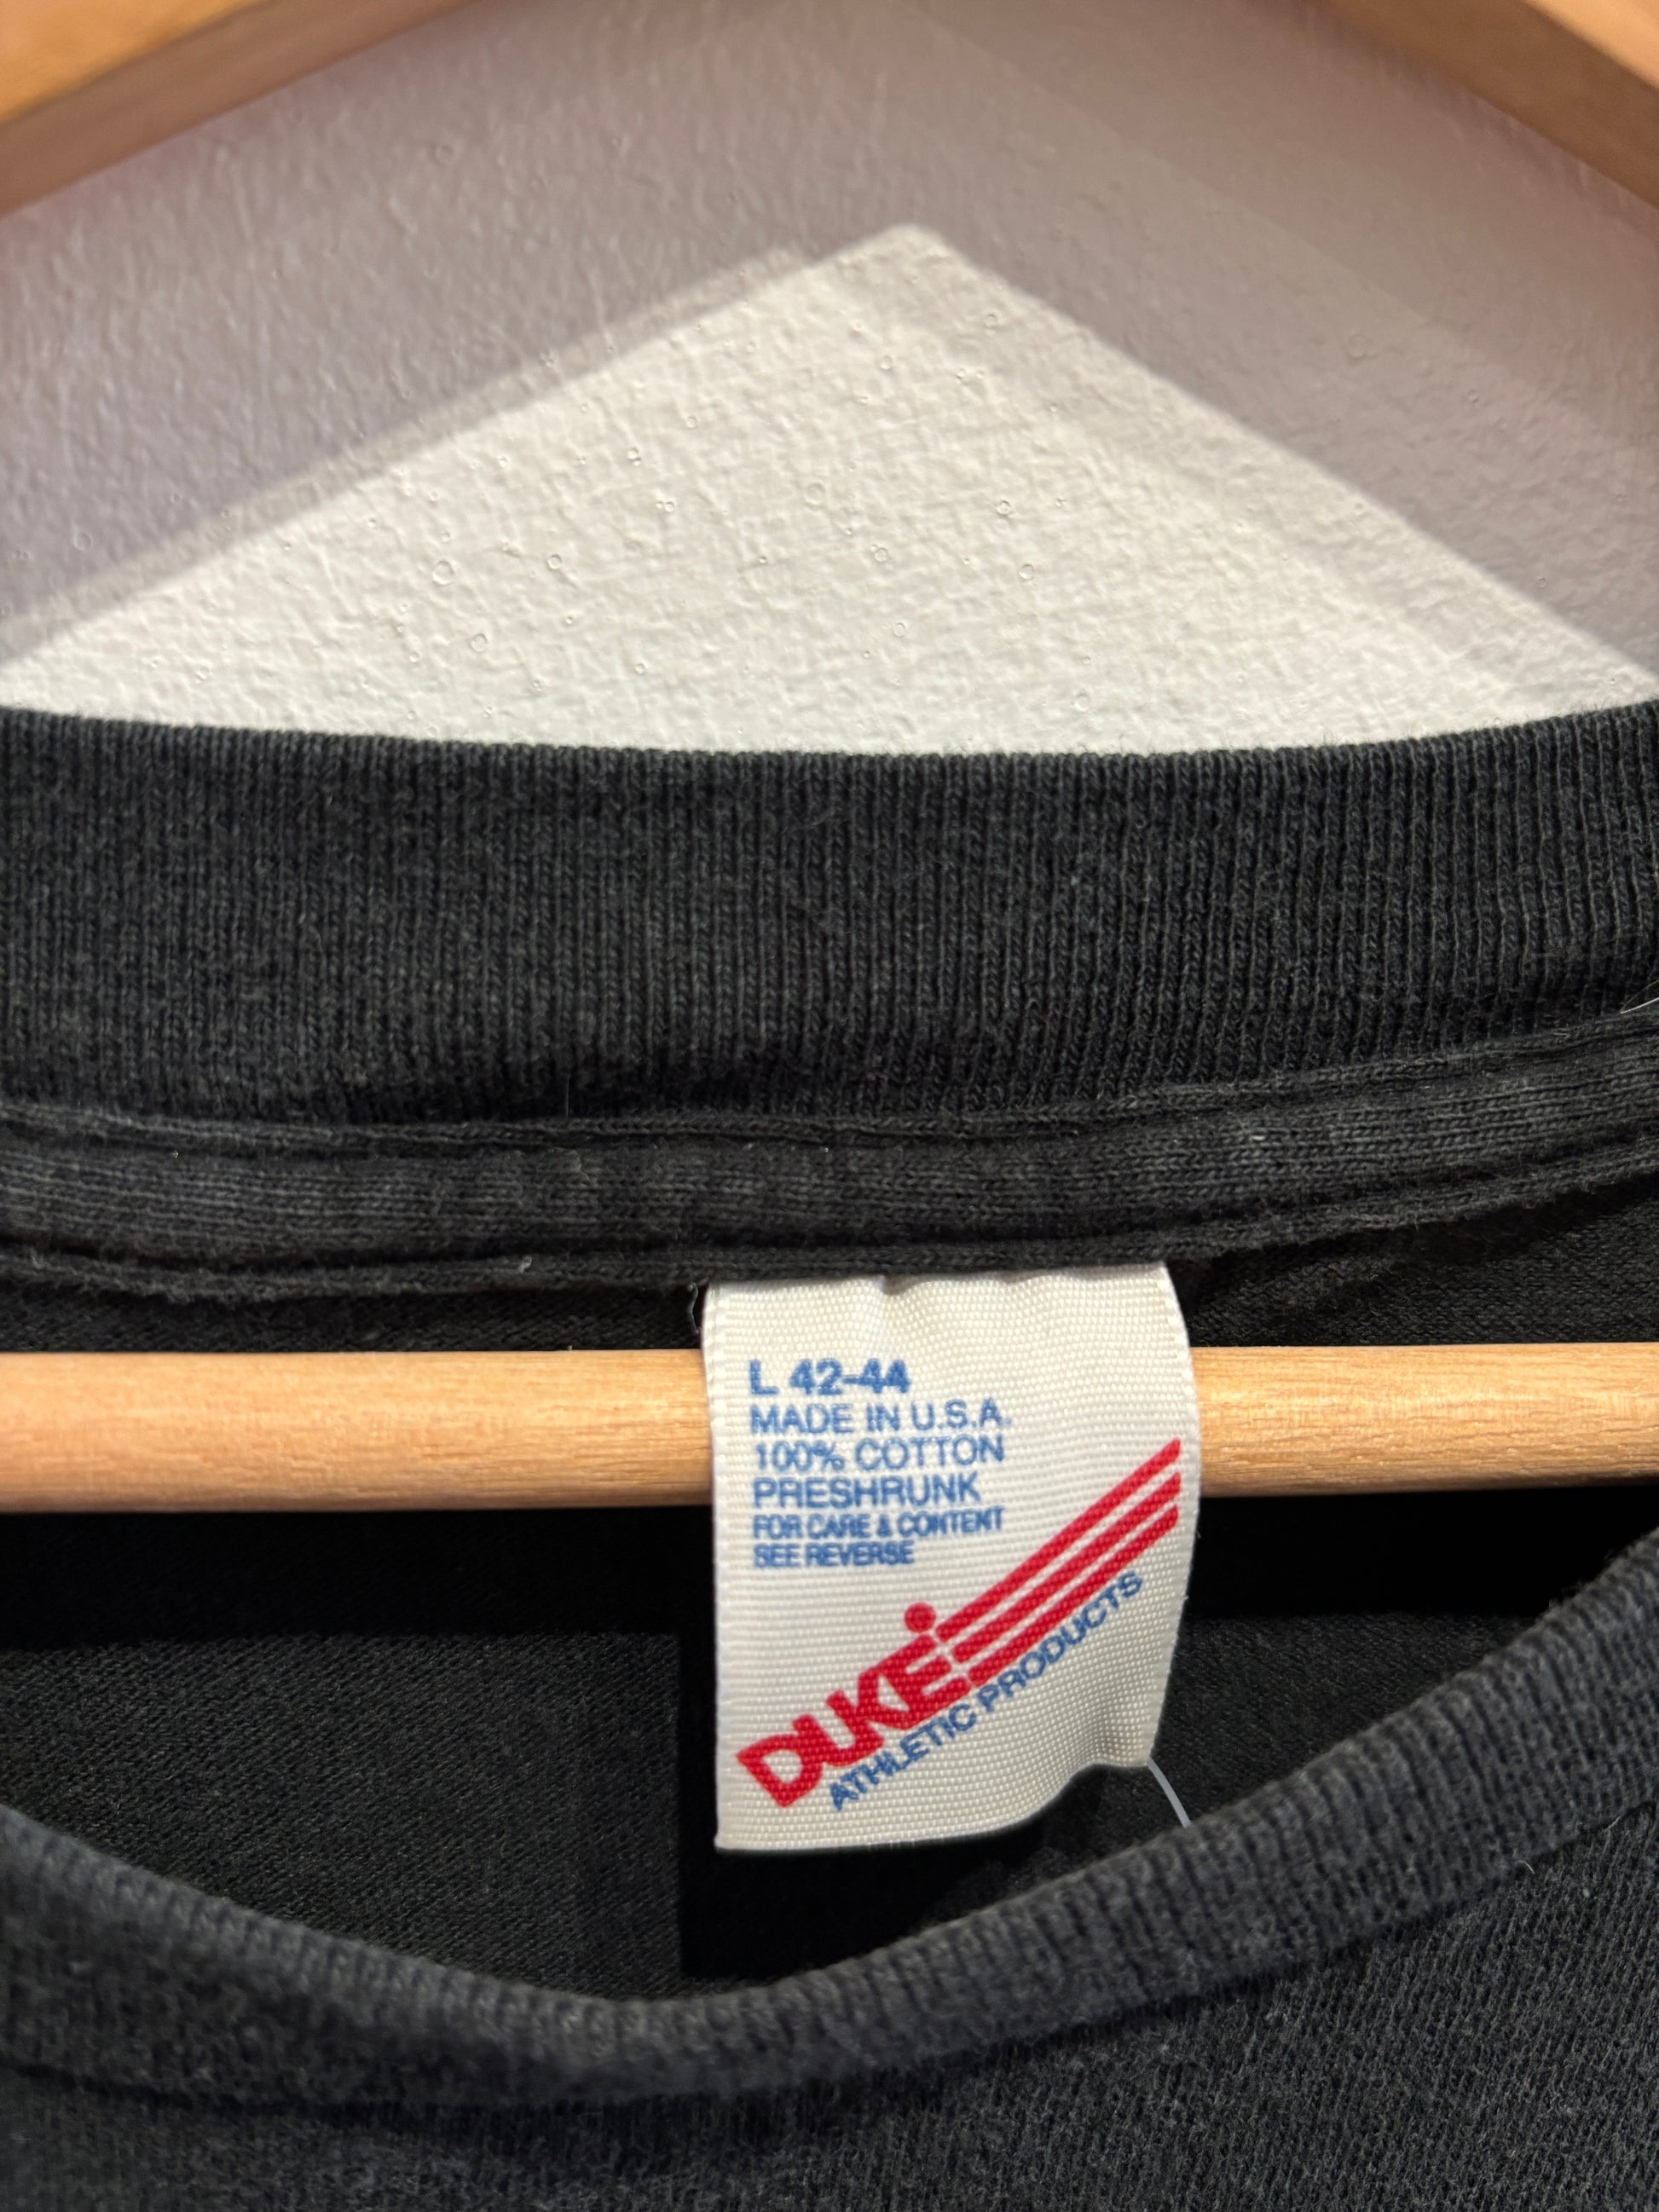 L 42-44
MADE IN U.S.A.
100% COTTON
PRESHRUNK
FOR CARE & CONTENT
SEE REVERSE
DUKE
ATHLETIC PRODUCTS